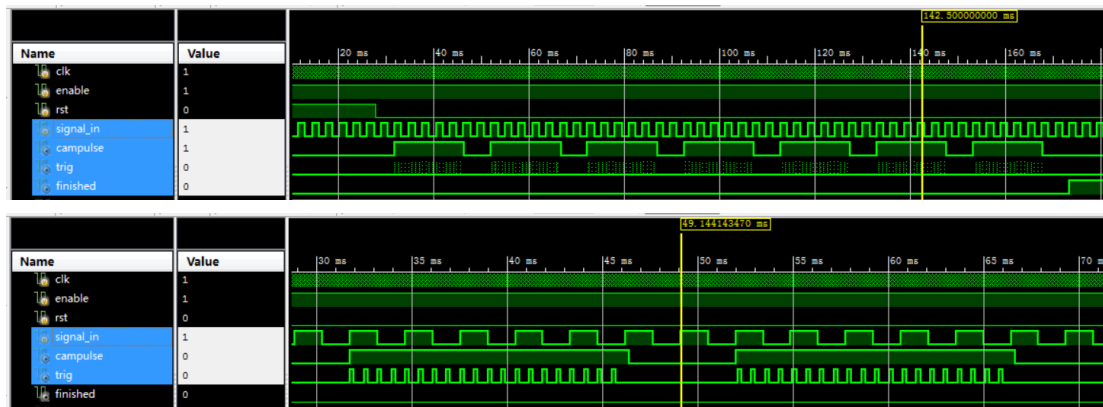 142.500000000 ms
Name Value
20 ms 40 ms 60 ms 80 ms 100 ms 120 ms 140 ms 160 ms
clk 1
enable 1
rst 0
signal_in 1
campulse 1
trig 0
finished 0
49.144143470 ms
Name Value
30 ms 35 ms 40 ms 45 ms 50 ms 55 ms 60 ms 65 ms 70 m
clk 1
enable 1
rst 0
signal_in 1
campulse 0
trig 0
finished 0